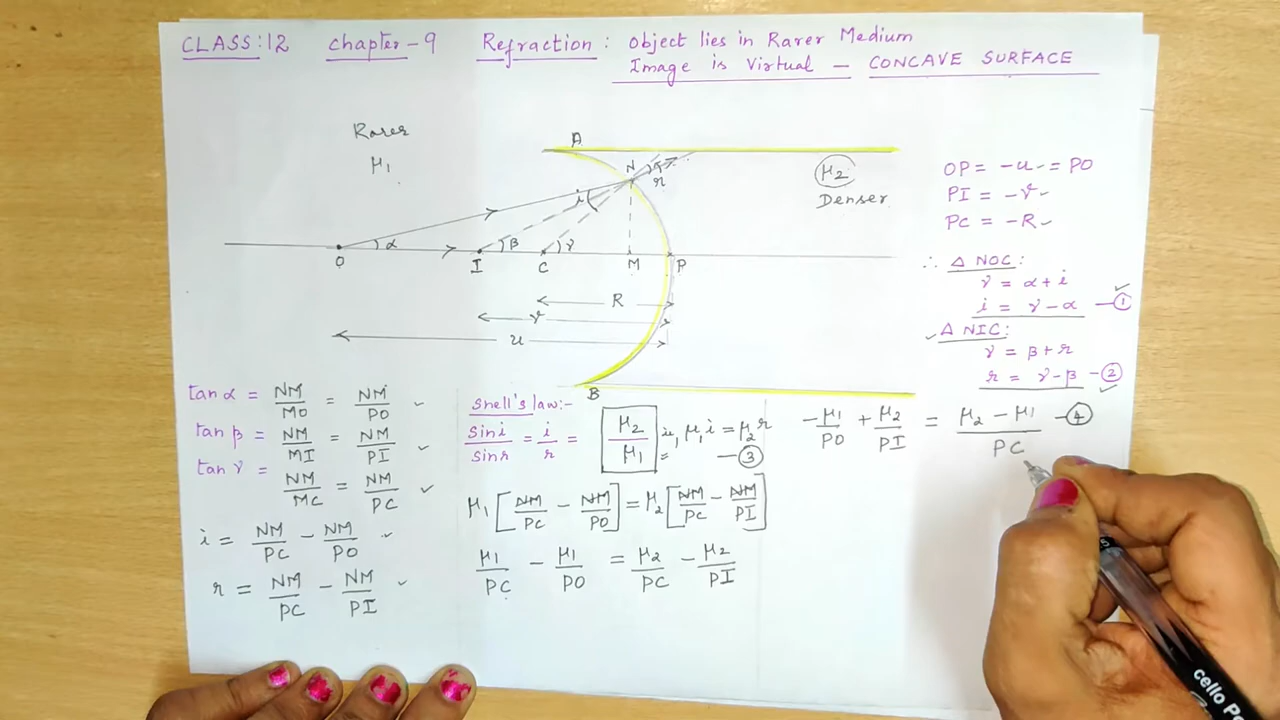 CLASS:12 Chapter-9 Refraction: Object lies in Rarer Medium
Image is Virtual — CONCAVE SURFACE
Rarer
μ1
A
N
r
i
μ2
Denser
α
β
γ
O
I
C
M
P
R
v
u
B
OP = -u = PO
PI = -v
PC = -R
∴ Δ NOC:
γ = α + i
i = γ - α —①
Δ NIC:
γ = β + r
r = γ - β —②
tan α = NM/MO = NM/PO
tan β = NM/MI = NM/PI
tan γ = NM/MC = NM/PC
i = NM/PC - NM/PO
r = NM/PC - NM/PI
Snell's law:-
sin i/sin r = i/r = μ2/μ1 ie, μ1 i = μ2 r
= —③
μ1 [NM/PC - NM/PO] = μ2 [NM/PC - NM/PI]
μ1/PC - μ1/PO = μ2/PC - μ2/PI
-μ1/PO + μ2/PI = μ2 - μ1/PC —④
cello P